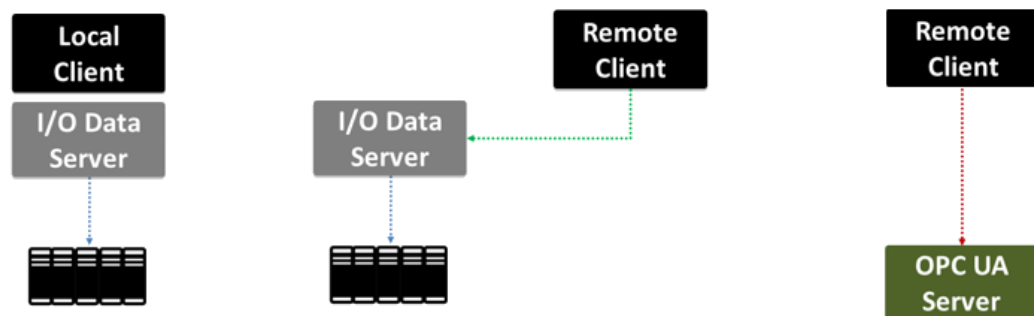 Local
Client
I/O Data
Server
Remote
Client
I/O Data
Server
Remote
Client
OPC UA
Server